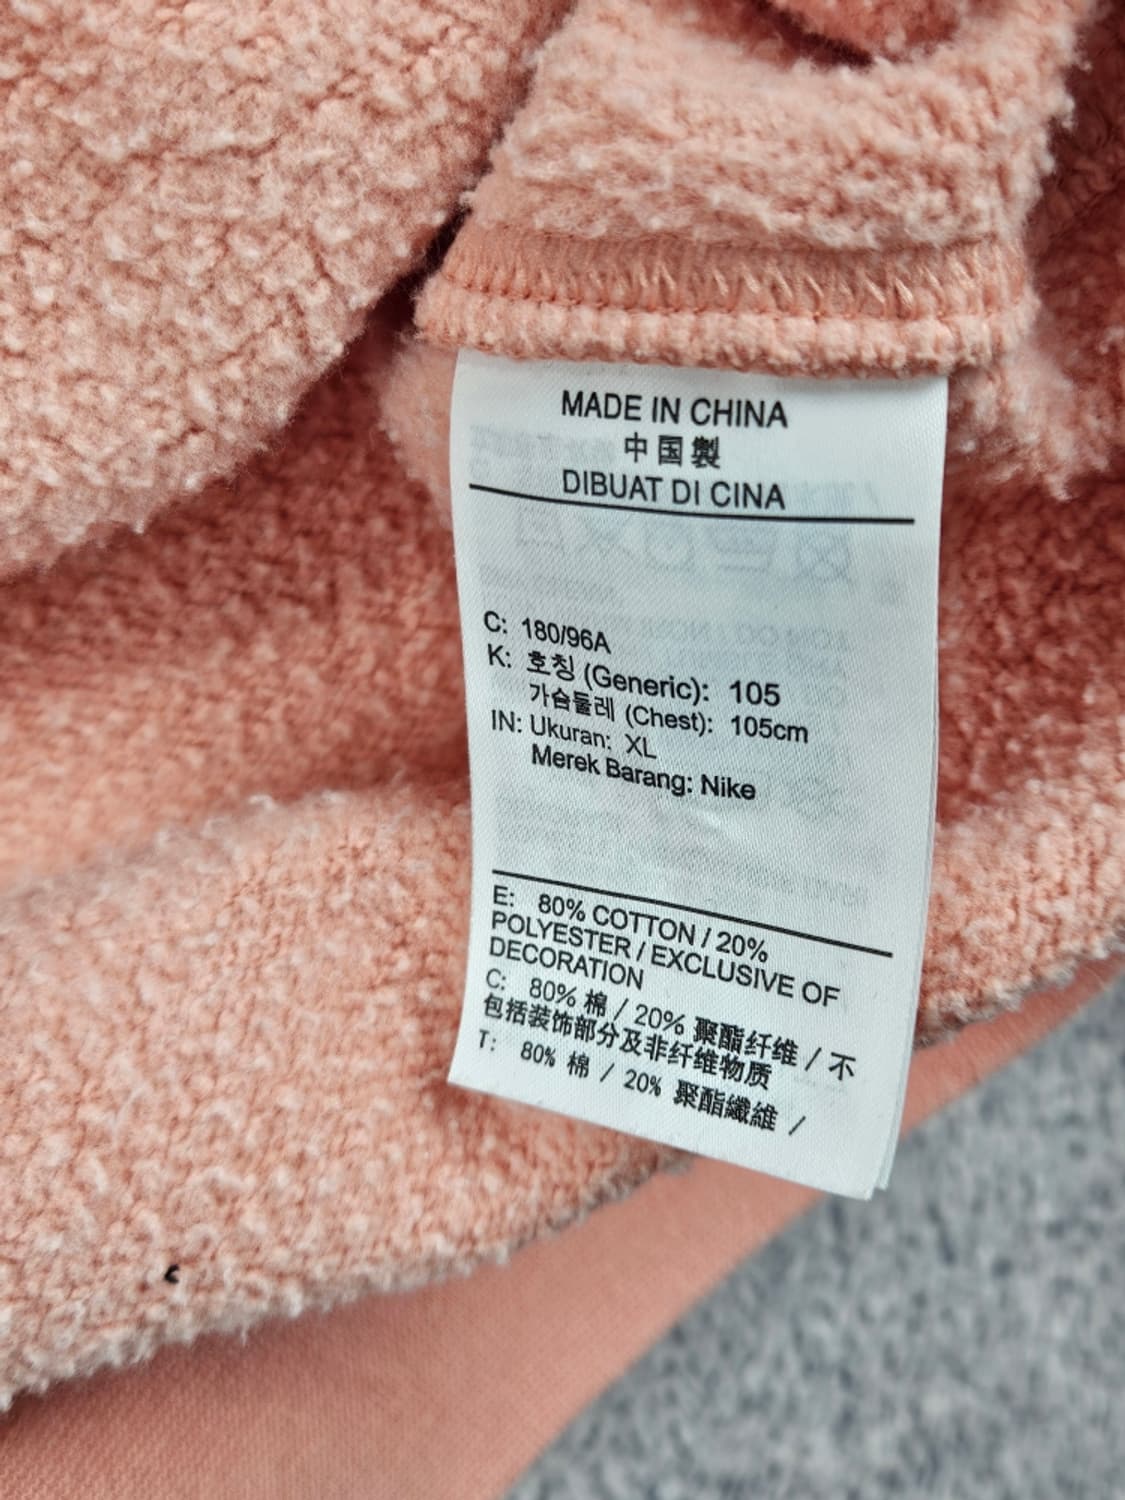 MADE IN CHINA
中国製
DIBUAT DI CINA
C: 180/96A
K: 호칭 (Generic): 105
가슴둘레 (Chest): 105cm
IN: Ukuran: XL
Merek Barang: Nike
E: 80% COTTON / 20%
POLYESTER / EXCLUSIVE OF
DECORATION
C: 80% 棉 / 20% 聚酯纤维 / 不
包括装饰部分及非纤维物质
T: 80% 棉 / 20% 聚酯纖維 /